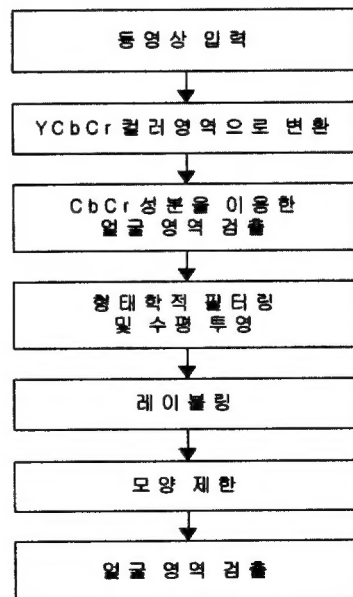 동영상 입력
YCbCr 컬러영역으로 변환
CbCr 성분을 이용한
얼굴 영역 검출
형태학적 필터링
및 수평 투영
레이블링
모양 제한
얼굴 영역 검출